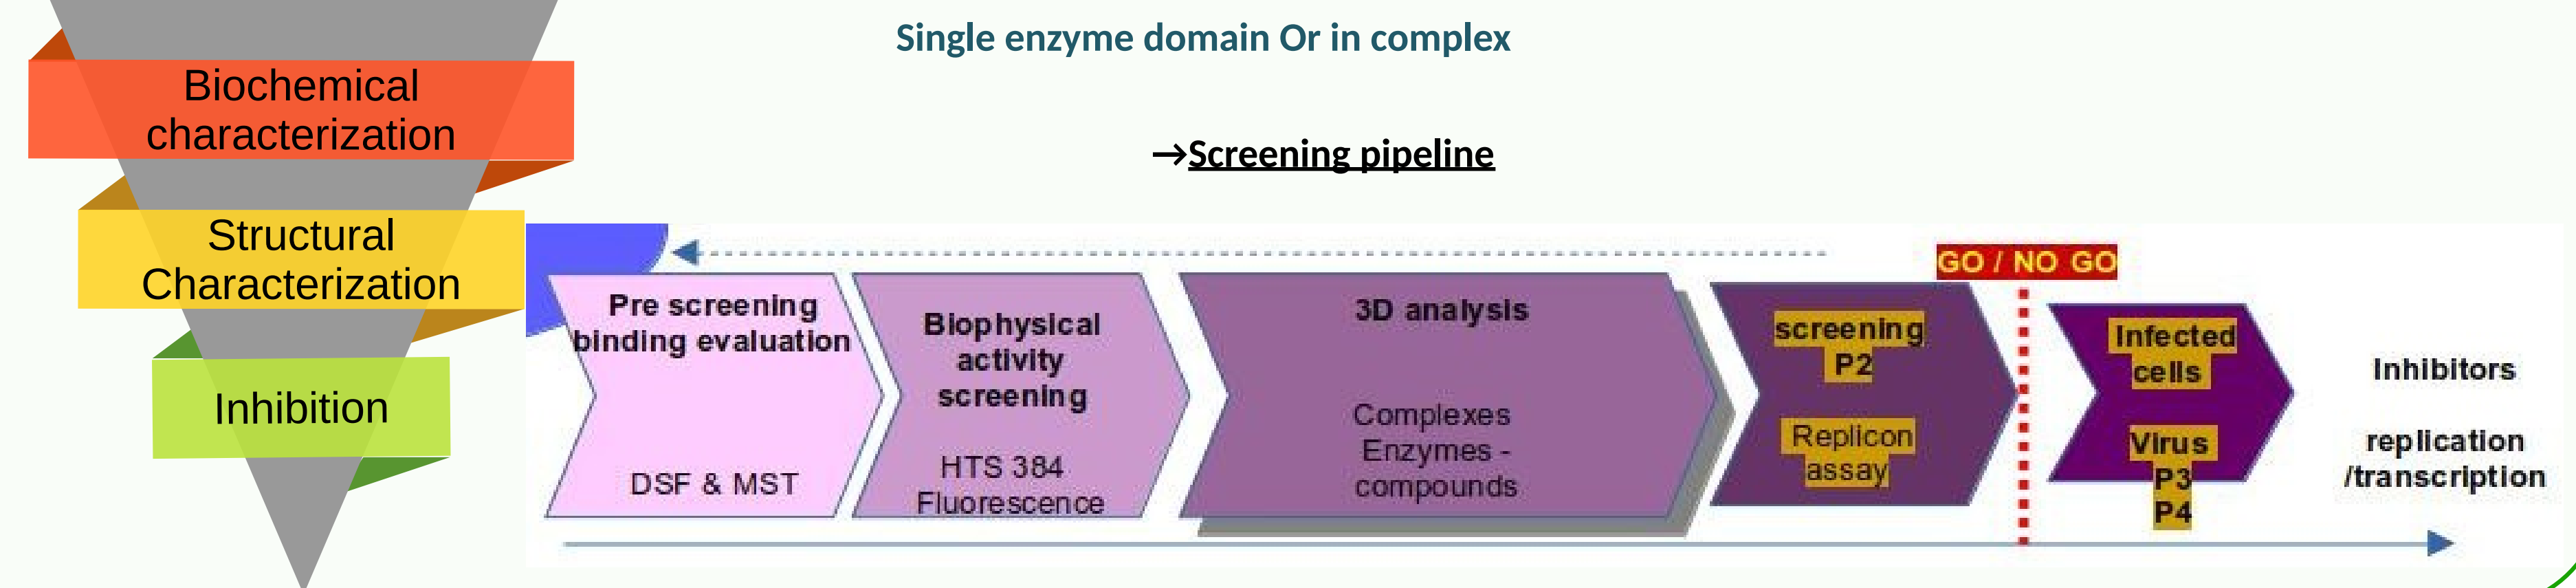 Single enzyme domain Or in complex
Biochemical
characterization
→Screening pipeline
Structural
Characterization
Inhibition
GO / NO GO
Pre screening
binding evaluation
DSF & MST
Biophysical
activity
screening
HTS 384
Fluorescence
3D analysis
Complexes
Enzymes -
compounds
screening
P2
Replicon
assay
Infected
cells
Virus
P3
P4
Inhibitors
replication
/transcription